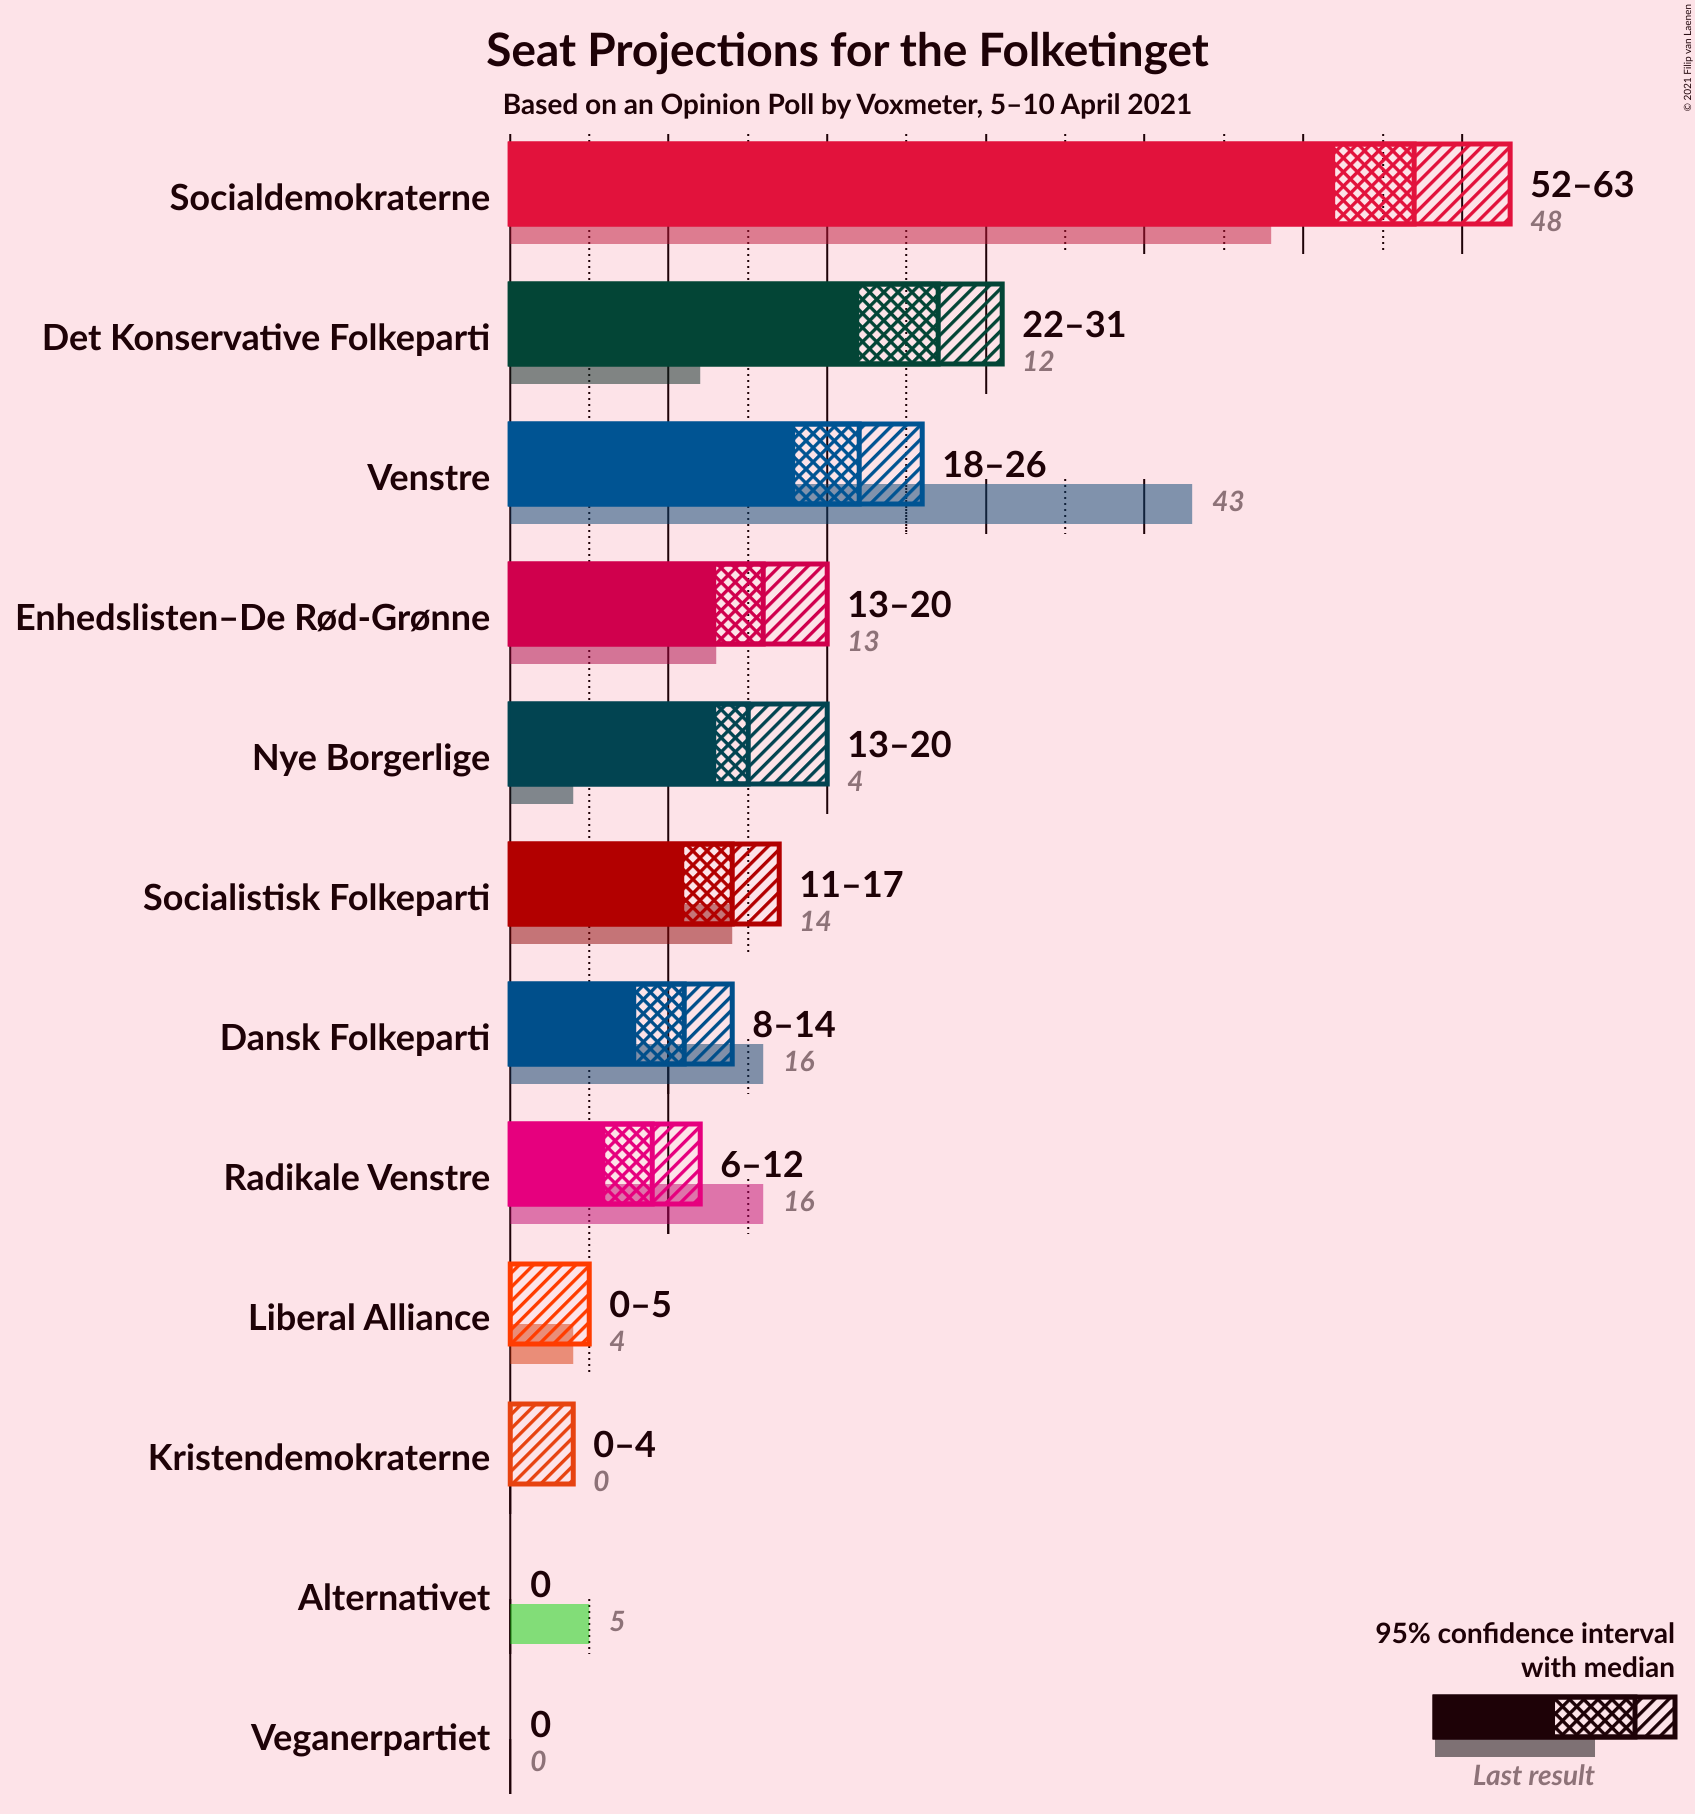 Seat Projections for the Folketinget
Based on an Opinion Poll by Voxmeter, 5–10 April 2021
© 2021 Filip van Laenen
Socialdemokraterne
52–63
48
Det Konservative Folkeparti
22–31
12
Venstre
18–26
43
Enhedslisten–De Rød-Grønne
13–20
13
Nye Borgerlige
13–20
4
Socialistisk Folkeparti
11–17
14
Dansk Folkeparti
8–14
16
Radikale Venstre
6–12
16
Liberal Alliance
0–5
4
Kristendemokraterne
0–4
0
Alternativet
0
5
Veganerpartiet
0
0
95% confidence interval
with median
Last result